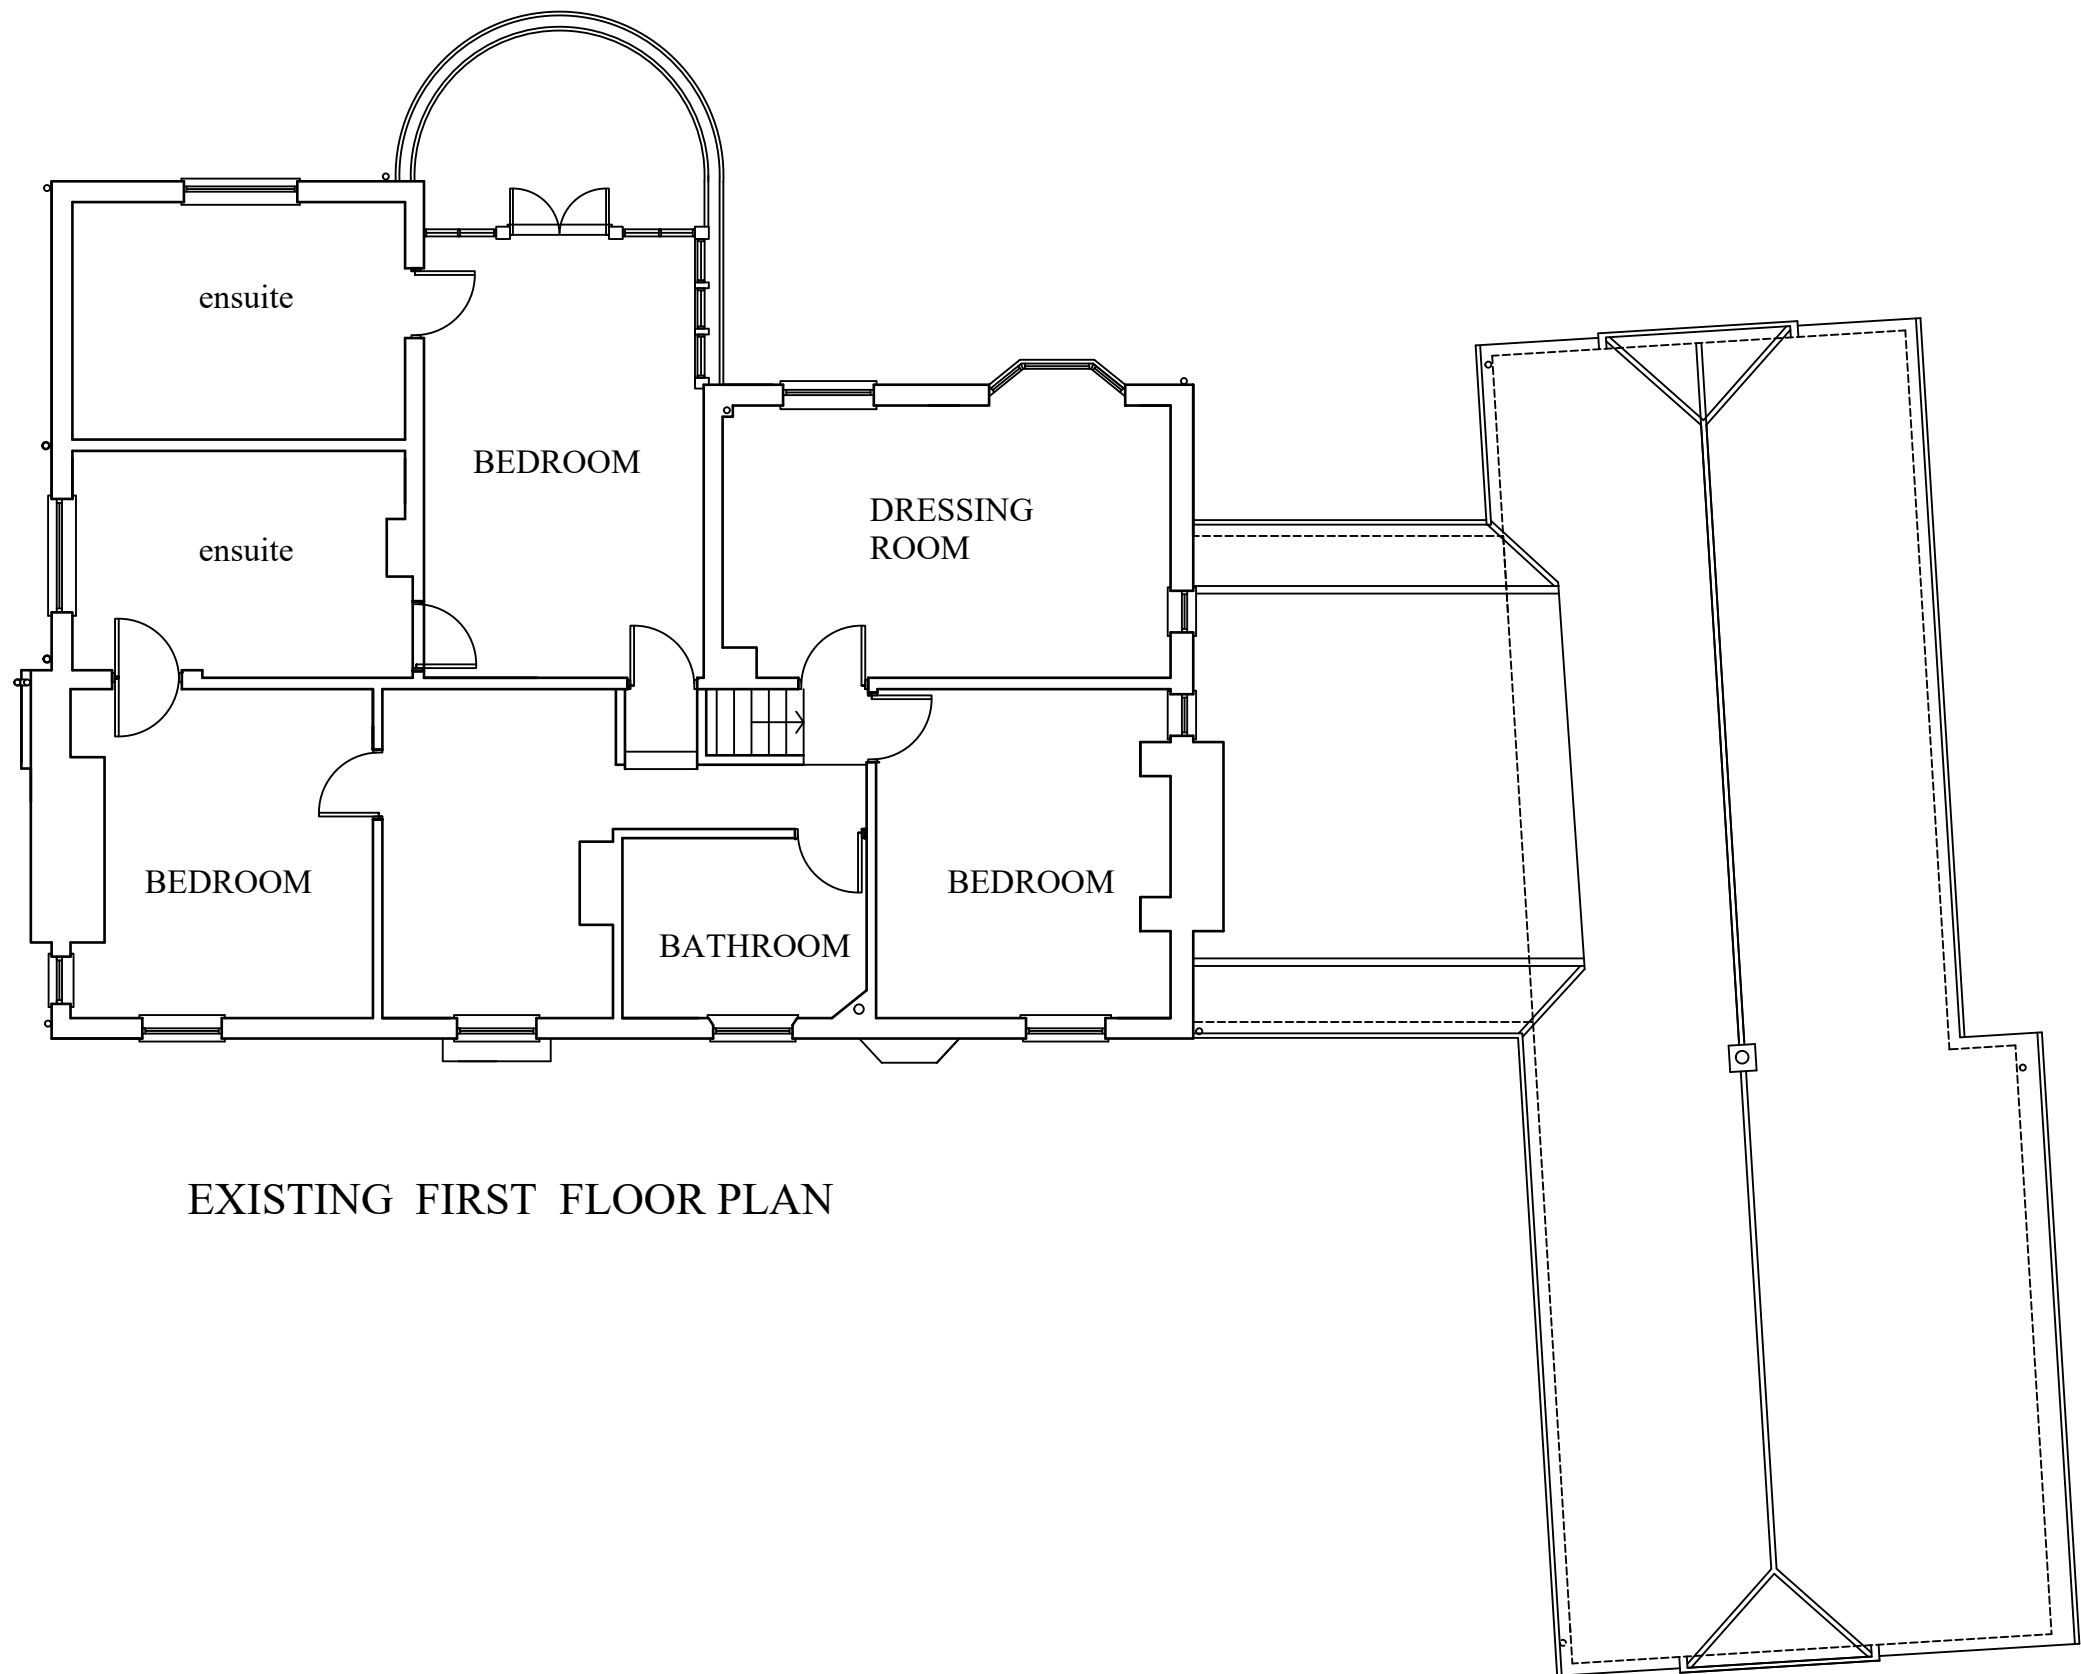 ensuite
BEDROOM
DRESSING
ROOM
ensuite
BEDROOM
BEDROOM
BATHROOM
EXISTING FIRST FLOOR PLAN